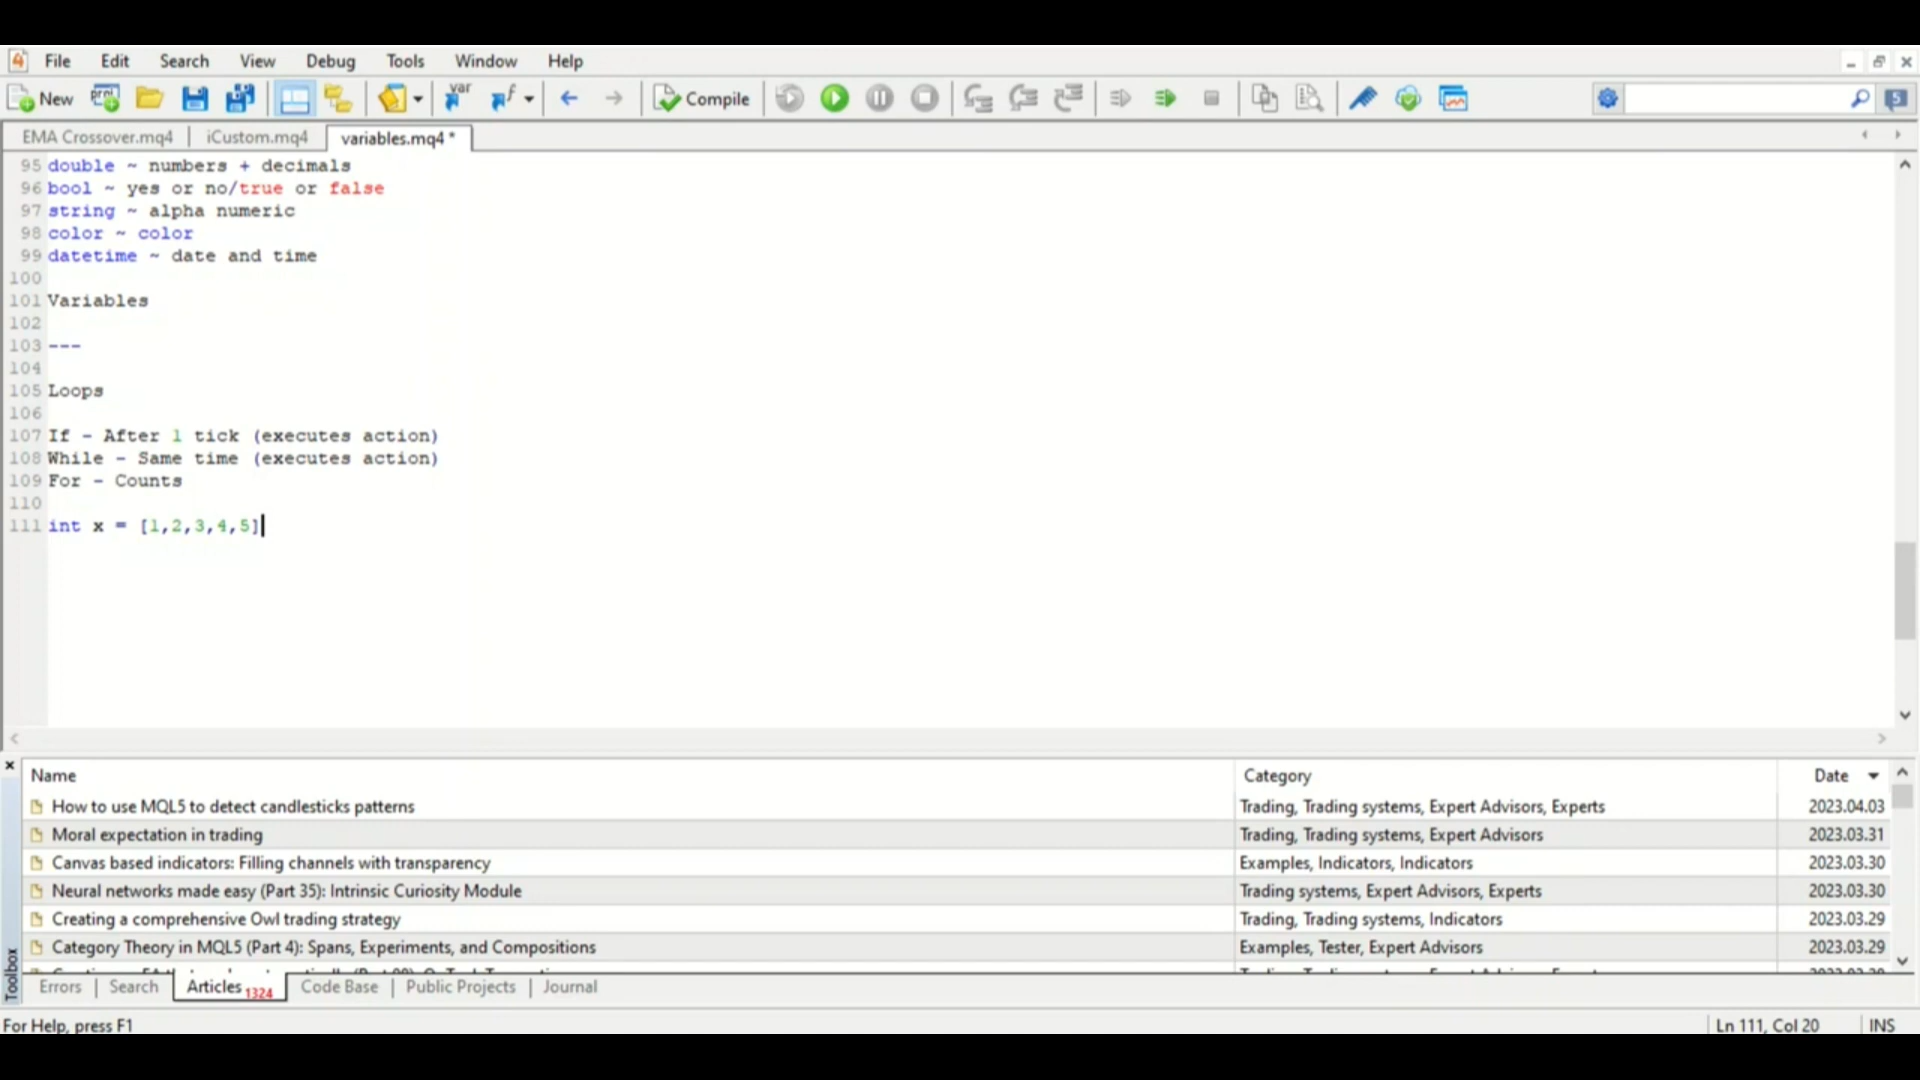 File Edit Search View Debug Tools Window Help
New Compile 5
EMA Crossover.mq4 iCustom.mq4 variables.mq4 *
95 double ~ numbers + decimals
96 bool ~ yes or no/true or false
97 string ~ alpha numeric
98 color ~ color
99 datetime ~ date and time
100
101 Variables
102
103 ---
104
105 Loops
106
107 If - After 1 tick (executes action)
108 While - Same time (executes action)
109 For - Counts
110
111 int x = [1,2,3,4,5]
Name Category Date
How to use MQL5 to detect candlesticks patterns Trading, Trading systems, Expert Advisors, Experts 2023.04.03
Moral expectation in trading Trading, Trading systems, Expert Advisors 2023.03.31
Canvas based indicators: Filling channels with transparency Examples, Indicators, Indicators 2023.03.30
Neural networks made easy (Part 35): Intrinsic Curiosity Module Trading systems, Expert Advisors, Experts 2023.03.30
Creating a comprehensive Owl trading strategy Trading, Trading systems, Indicators 2023.03.29
Category Theory in MQL5 (Part 4): Spans, Experiments, and Compositions Examples, Tester, Expert Advisors 2023.03.29
Toolbox
Errors Search Articles 1324 Code Base Public Projects Journal
For Help, press F1 Ln 111, Col 20 INS